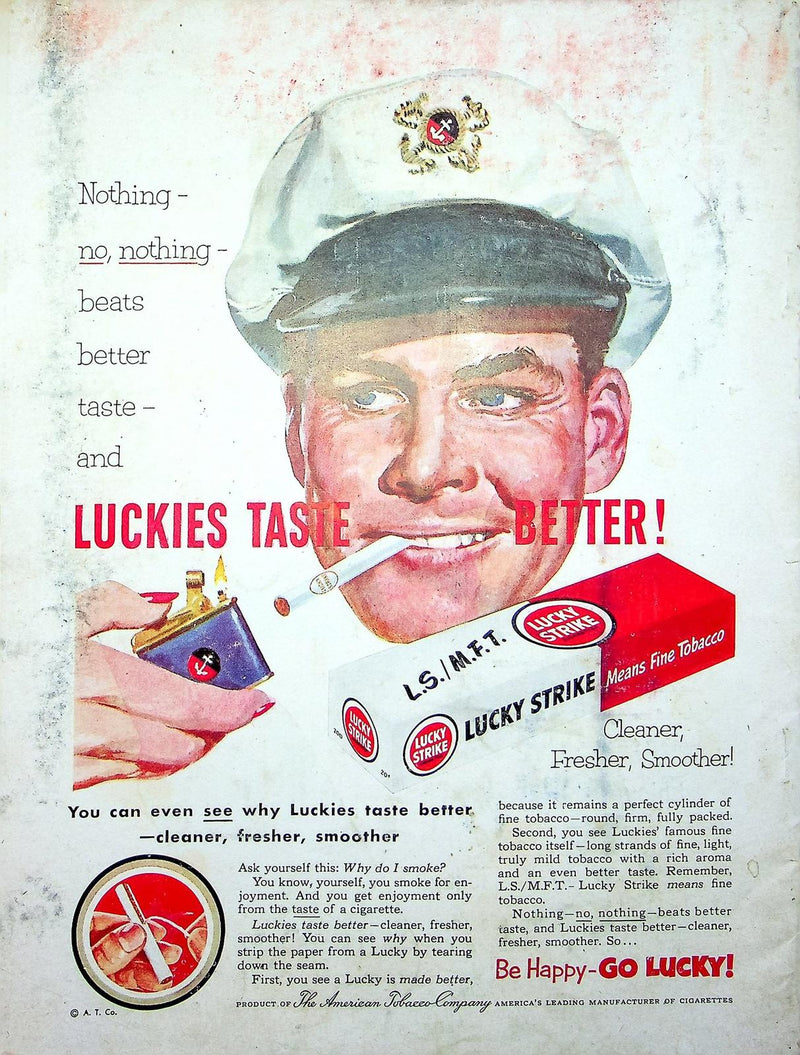 Nothing –
no, nothing –
beats
better
taste –
and
LUCKIES TASTE BETTER!
LUCKY
STRIKE
L.S./M.F.T.
LUCKY
STRIKE
LUCKY
STRIKE
LUCKY STRIKE
Means Fine Tobacco
Cleaner,
Fresher, Smoother!
You can even see why Luckies taste better
—cleaner, fresher, smoother
Ask yourself this: Why do I smoke?
You know, yourself, you smoke for en-
joyment. And you get enjoyment only
from the taste of a cigarette.
Luckies taste better—cleaner, fresher,
smoother! You can see why when you
strip the paper from a Lucky by tearing
down the seam.
First, you see a Lucky is made better,
because it remains a perfect cylinder of
fine tobacco—round, firm, fully packed.
Second, you see Luckies' famous fine
tobacco itself—long strands of fine, light,
truly mild tobacco with a rich aroma
and an even better taste. Remember,
L.S./M.F.T.- Lucky Strike means fine
tobacco.
Nothing—no, nothing—beats better
taste, and Luckies taste better—cleaner,
fresher, smoother. So...
Be Happy-GO LUCKY!
© A. T. Co.
PRODUCT OF The American Tobacco Company AMERICA'S LEADING MANUFACTURER OF CIGARETTES